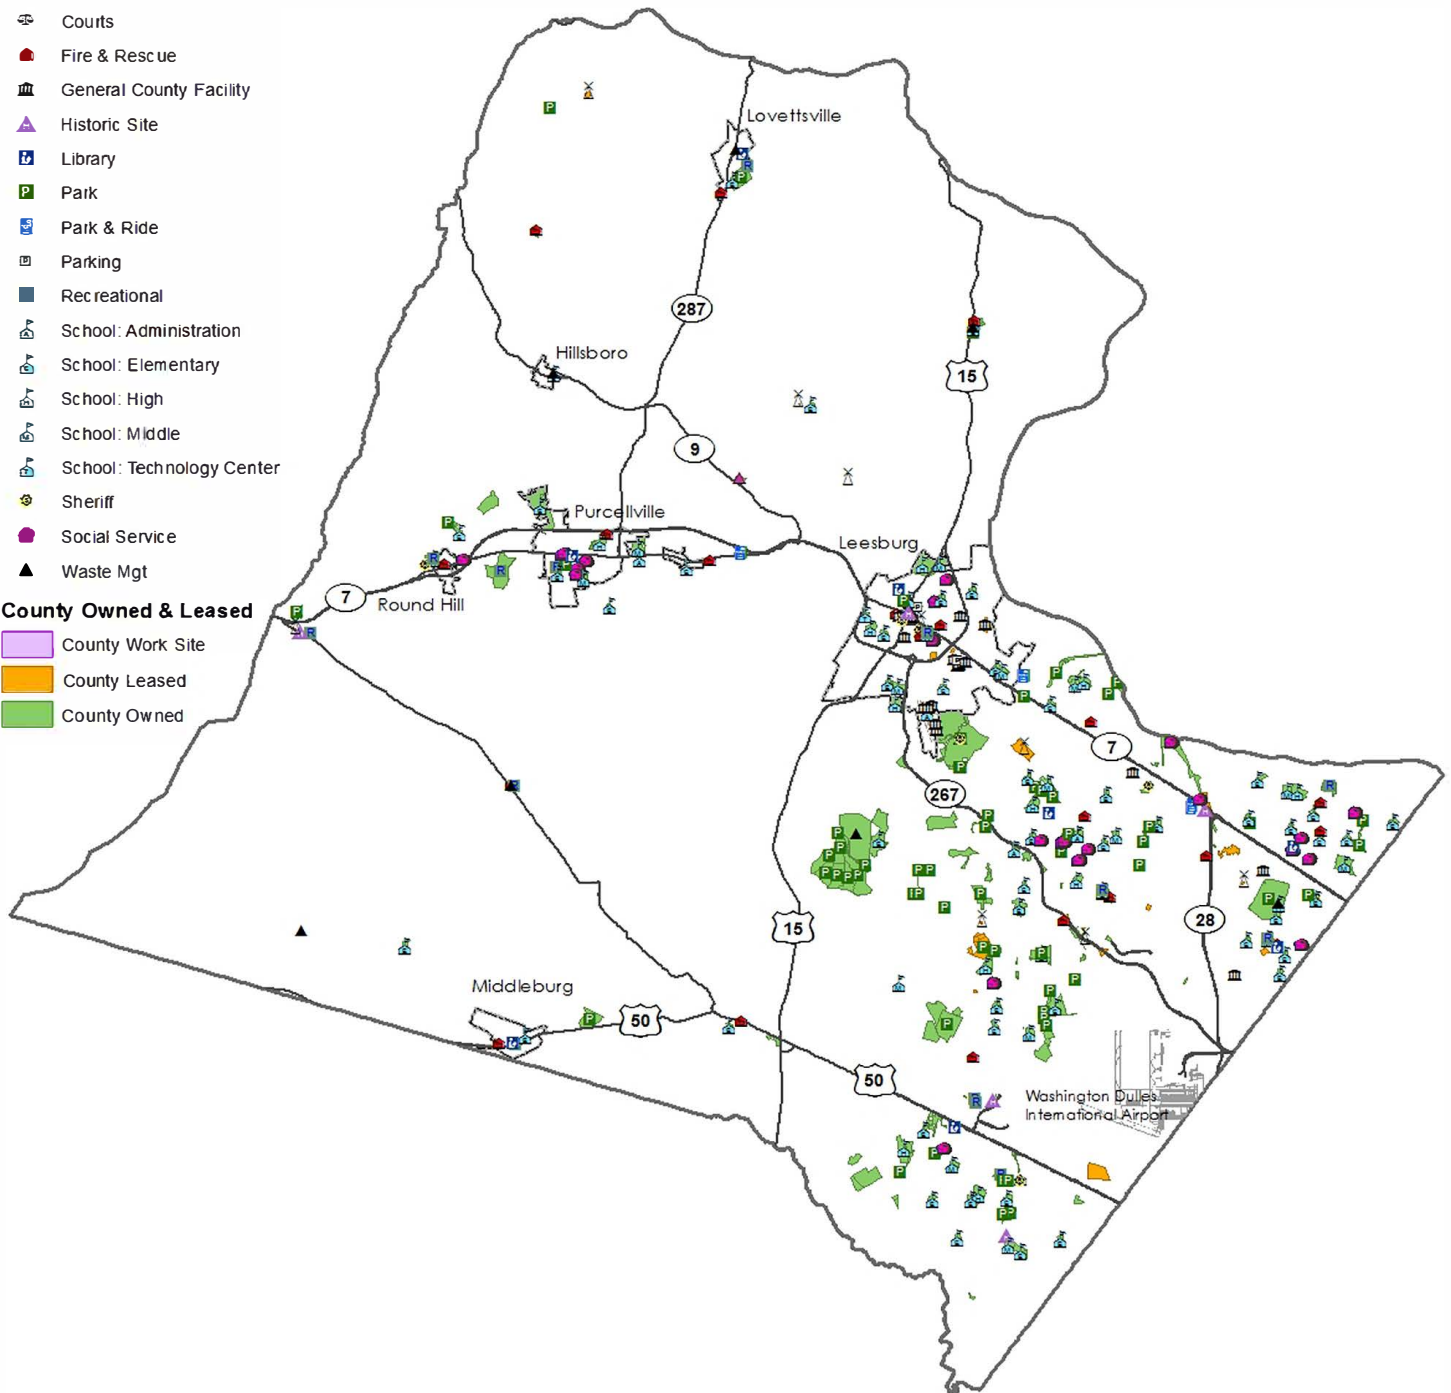 Courts
Fire & Rescue
General County Facility
Historic Site
Library
Park
Park & Ride
Parking
Recreational
School: Administration
School: Elementary
School: High
School: Middle
School: Technology Center
Sheriff
Social Service
Waste Mgt
County Owned & Leased
County Work Site
County Leased
County Owned
Lovettsville
287
Hillsboro
15
9
Purcellville
Leesburg
7
Round Hill
7
267
15
28
Middleburg
50
50
Washington Dulles
International Airport